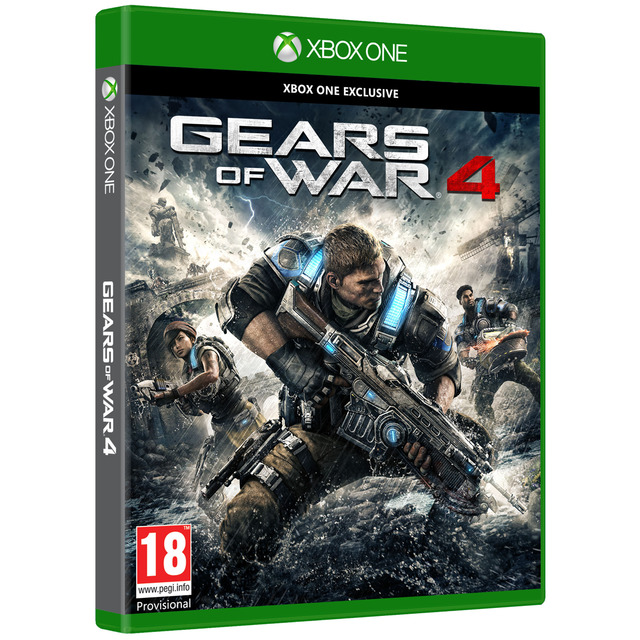 XBOX ONE
XBOX ONE EXCLUSIVE
GEARS
OF WAR® 4
XBOX ONE
GEARS OF WAR 4
18™
www.pegi.info
Provisional